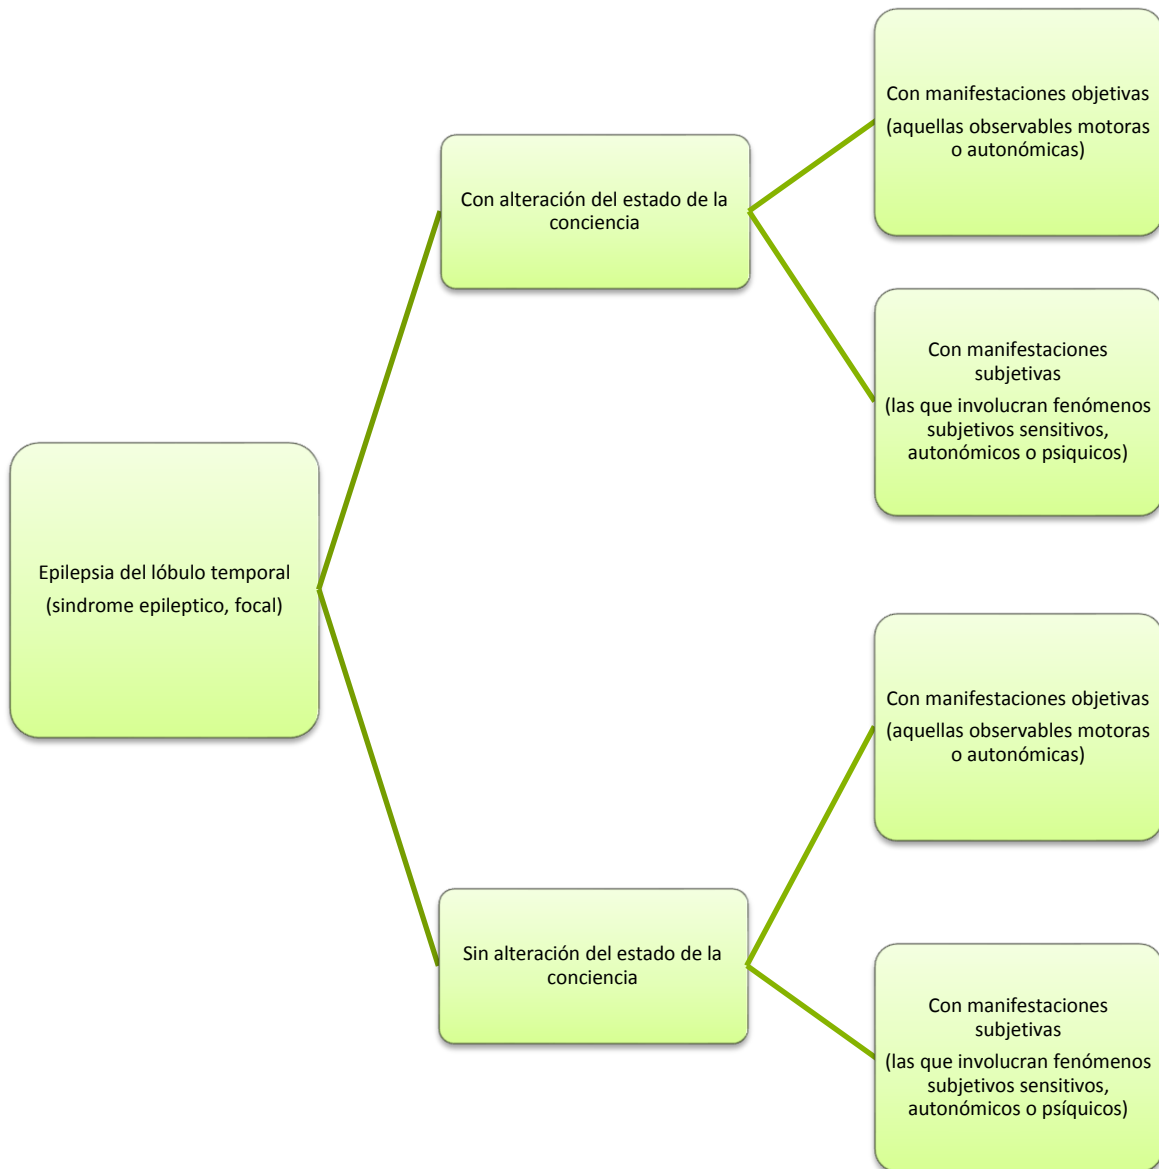 Con manifestaciones objetivas
(aquellas observables motoras
o autonómicas)
Con alteración del estado de la
conciencia
Con manifestaciones
subjetivas
(las que involucran fenómenos
subjetivos sensitivos,
autonómicos o psiquicos)
Epilepsia del lóbulo temporal
(sindrome epileptico, focal)
Con manifestaciones objetivas
(aquellas observables motoras
o autonómicas)
Sin alteración del estado de la
conciencia
Con manifestaciones
subjetivas
(las que involucran fenómenos
subjetivos sensitivos,
autonómicos o psíquicos)